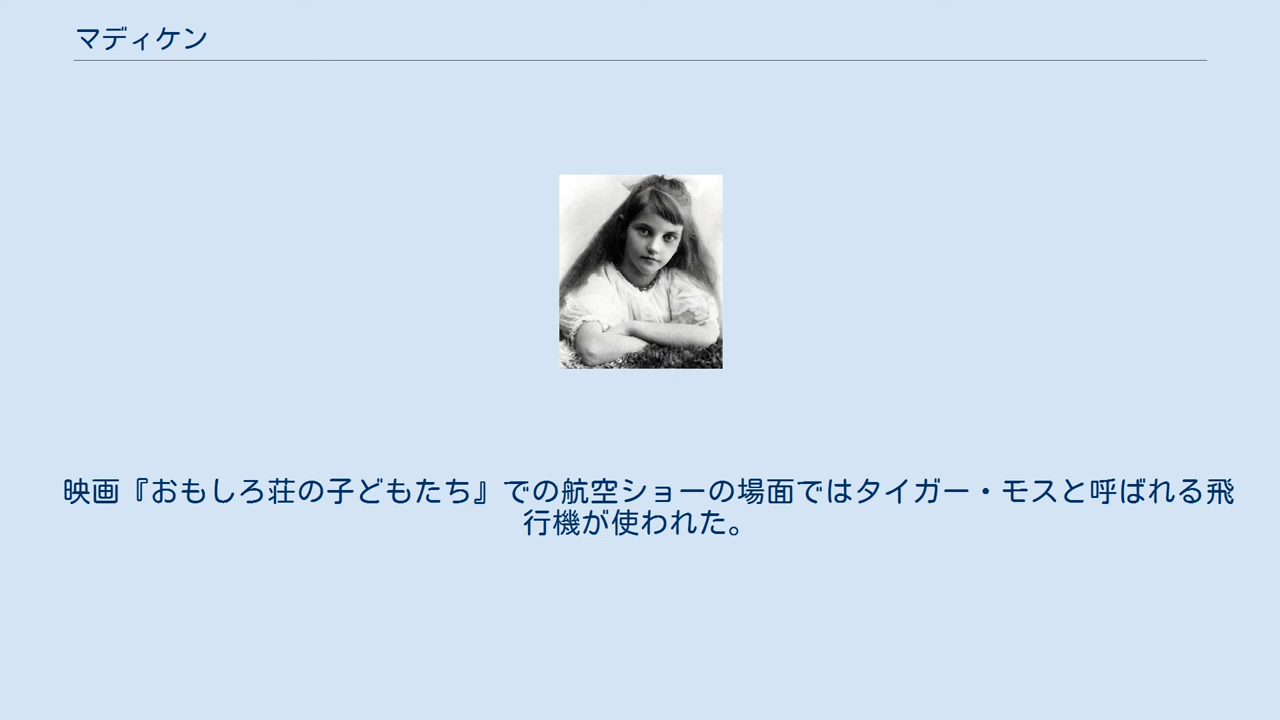 マディケン
映画『おもしろ荘の子どもたち』での航空ショーの場面ではタイガー・モスと呼ばれる飛
行機が使われた。